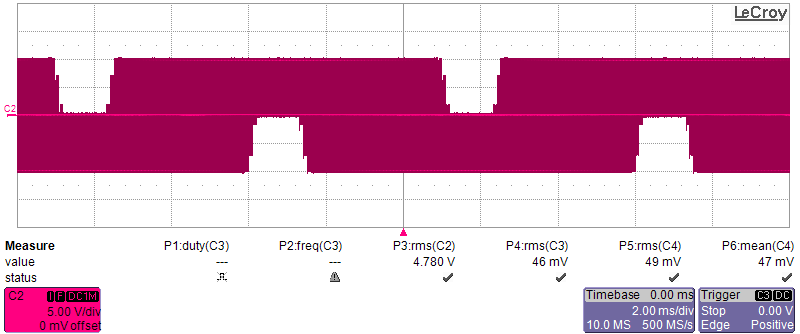 LeCroy
C2
Measure P1:duty(C3) P2:freq(C3) P3:rms(C2) P4:rms(C3) P5:rms(C4) P6:mean(C4)
value --- --- 4.780 V 46 mV 49 mV 47 mV
status
C2 F DC1M
5.00 V/div
0 mV offset
Timebase 0.00 ms
2.00 ms/div
10.0 MS 500 MS/s
Trigger C3 DC
Stop 0.00 V
Edge Positive